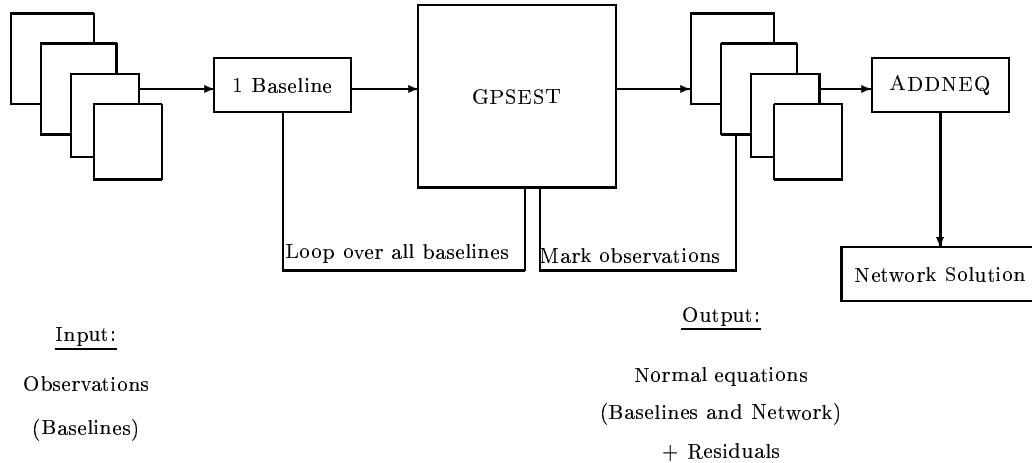 1 Baseline
GPSEST
ADDNEQ
Loop over all baselines
Mark observations
Network Solution
Input:
Observations
(Baselines)
Output:
Normal equations
(Baselines and Network)
+ Residuals